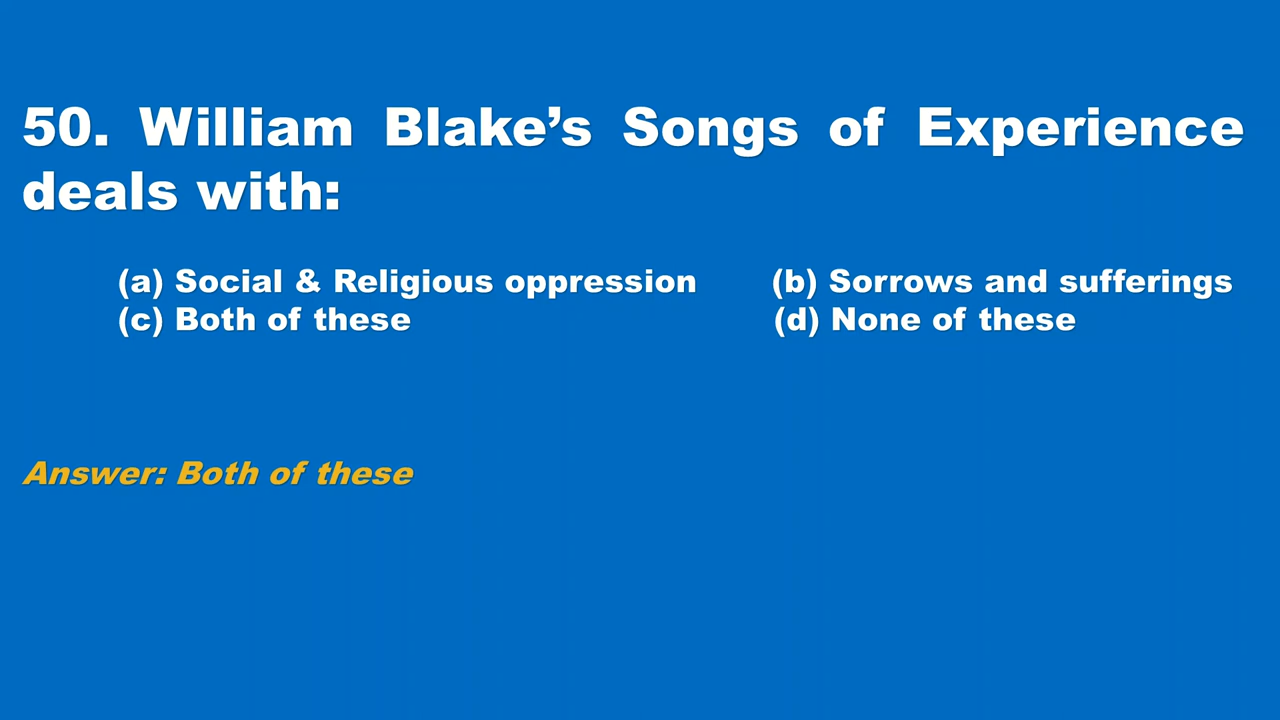 50. William Blake’s Songs of Experience
deals with:
(a) Social & Religious oppression (b) Sorrows and sufferings
(c) Both of these (d) None of these
Answer: Both of these